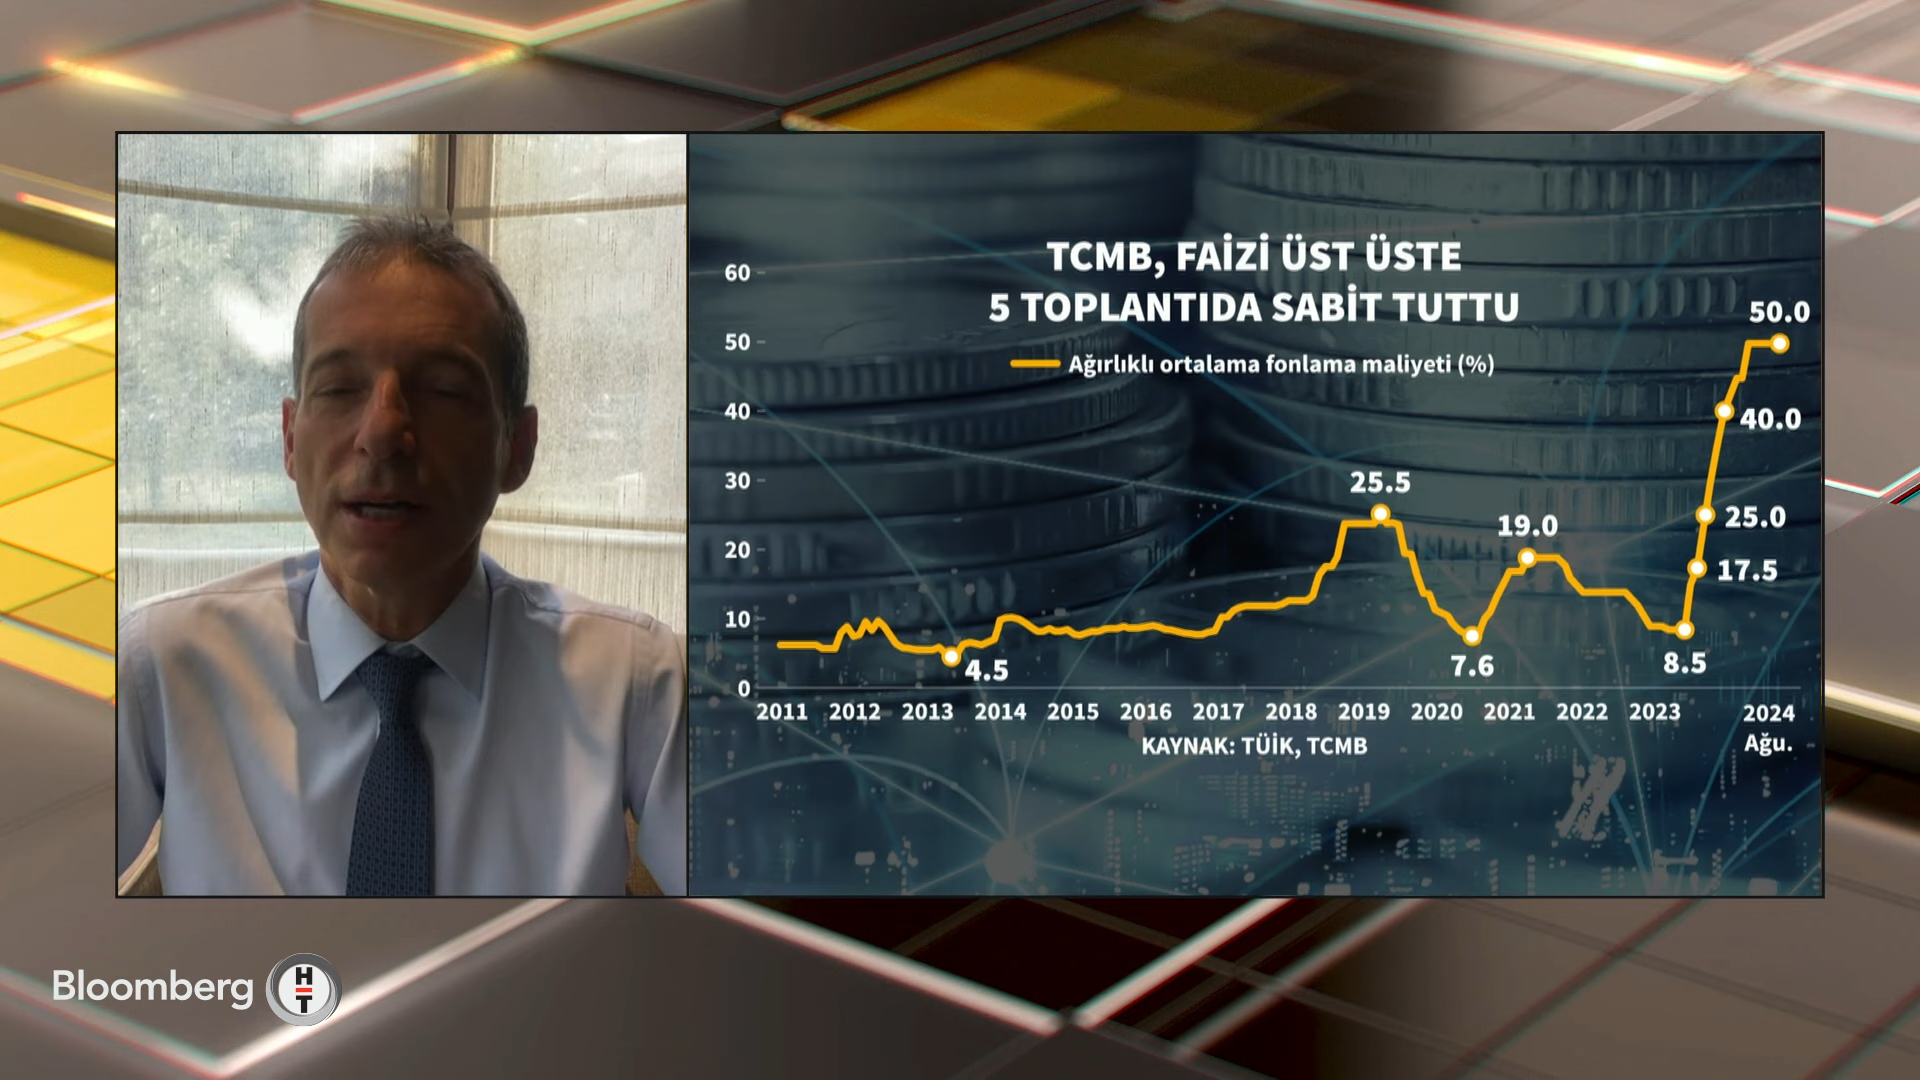 TCMB, FAİZİ ÜST ÜSTE
5 TOPLANTIDA SABİT TUTTU
Ağırlıklı ortalama fonlama maliyeti (%)
60
50
40
30
20
10
0
4.5
25.5
7.6
19.0
8.5
17.5
25.0
40.0
50.0
2011 2012 2013 2014 2015 2016 2017 2018 2019 2020 2021 2022 2023 2024
Ağu.
KAYNAK: TÜİK, TCMB
Bloomberg HT